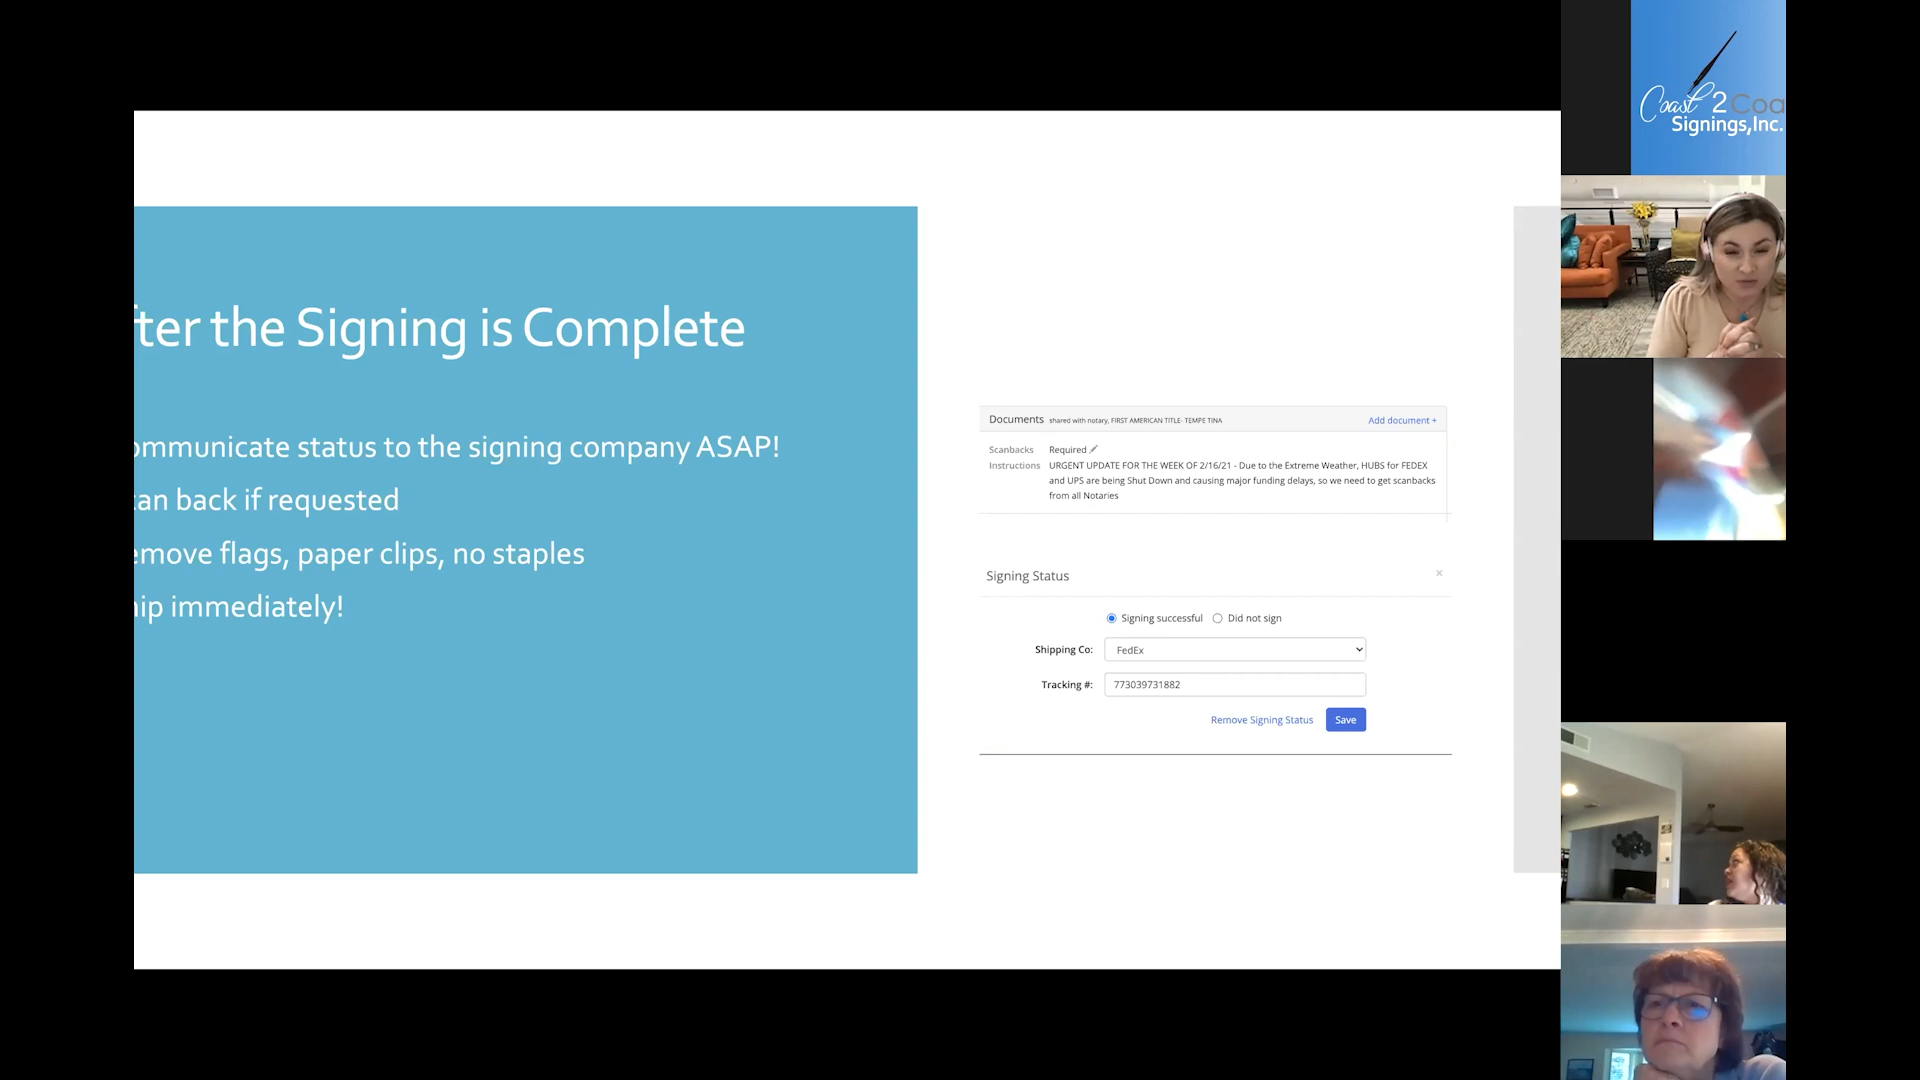 fter the Signing is Complete
ommunicate status to the signing company ASAP!
can back if requested
emove flags, paper clips, no staples
hip immediately!
Documents shared with notary, FIRST AMERICAN TITLE- TEMPE TINA Add document +
Scanbacks Required
Instructions URGENT UPDATE FOR THE WEEK OF 2/16/21 - Due to the Extreme Weather, HUBS for FEDEX
and UPS are being Shut Down and causing major funding delays, so we need to get scanbacks
from all Notaries
Signing Status ×
Signing successful Did not sign
Shipping Co: FedEx
Tracking #: 773039731882
Remove Signing Status Save
Coast 2 Coa
Signings,Inc.